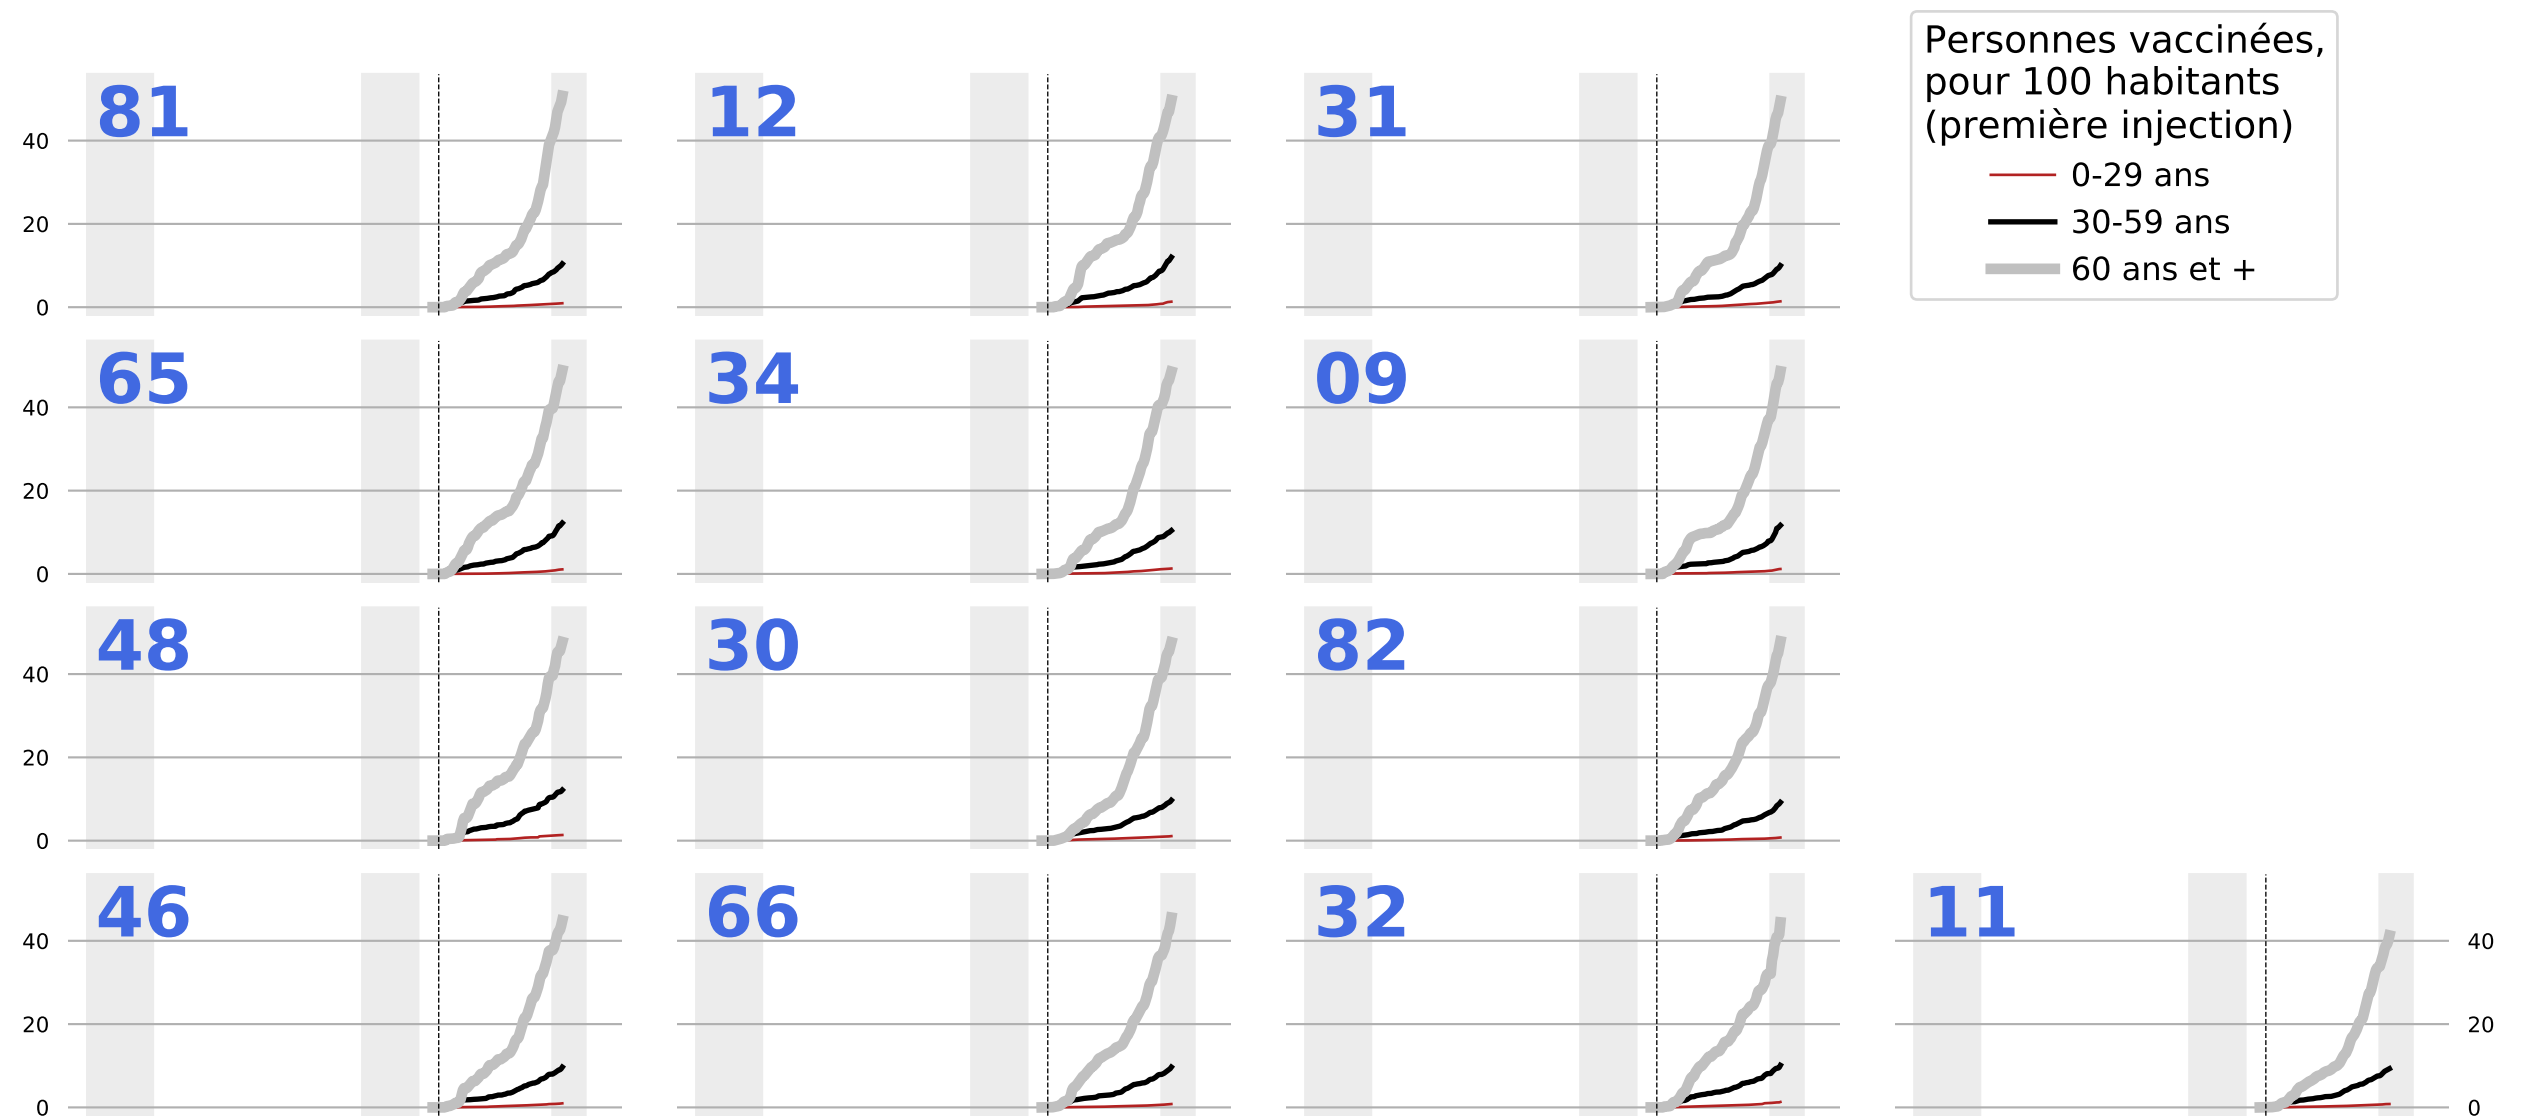 Personnes vaccinées,
pour 100 habitants
(première injection)
0-29 ans
30-59 ans
60 ans et +
81 12 31
40
20
0
65 34 09
40
20
0
48 30 82
40
20
0
46 66 32 11
40 40
20 20
0 0